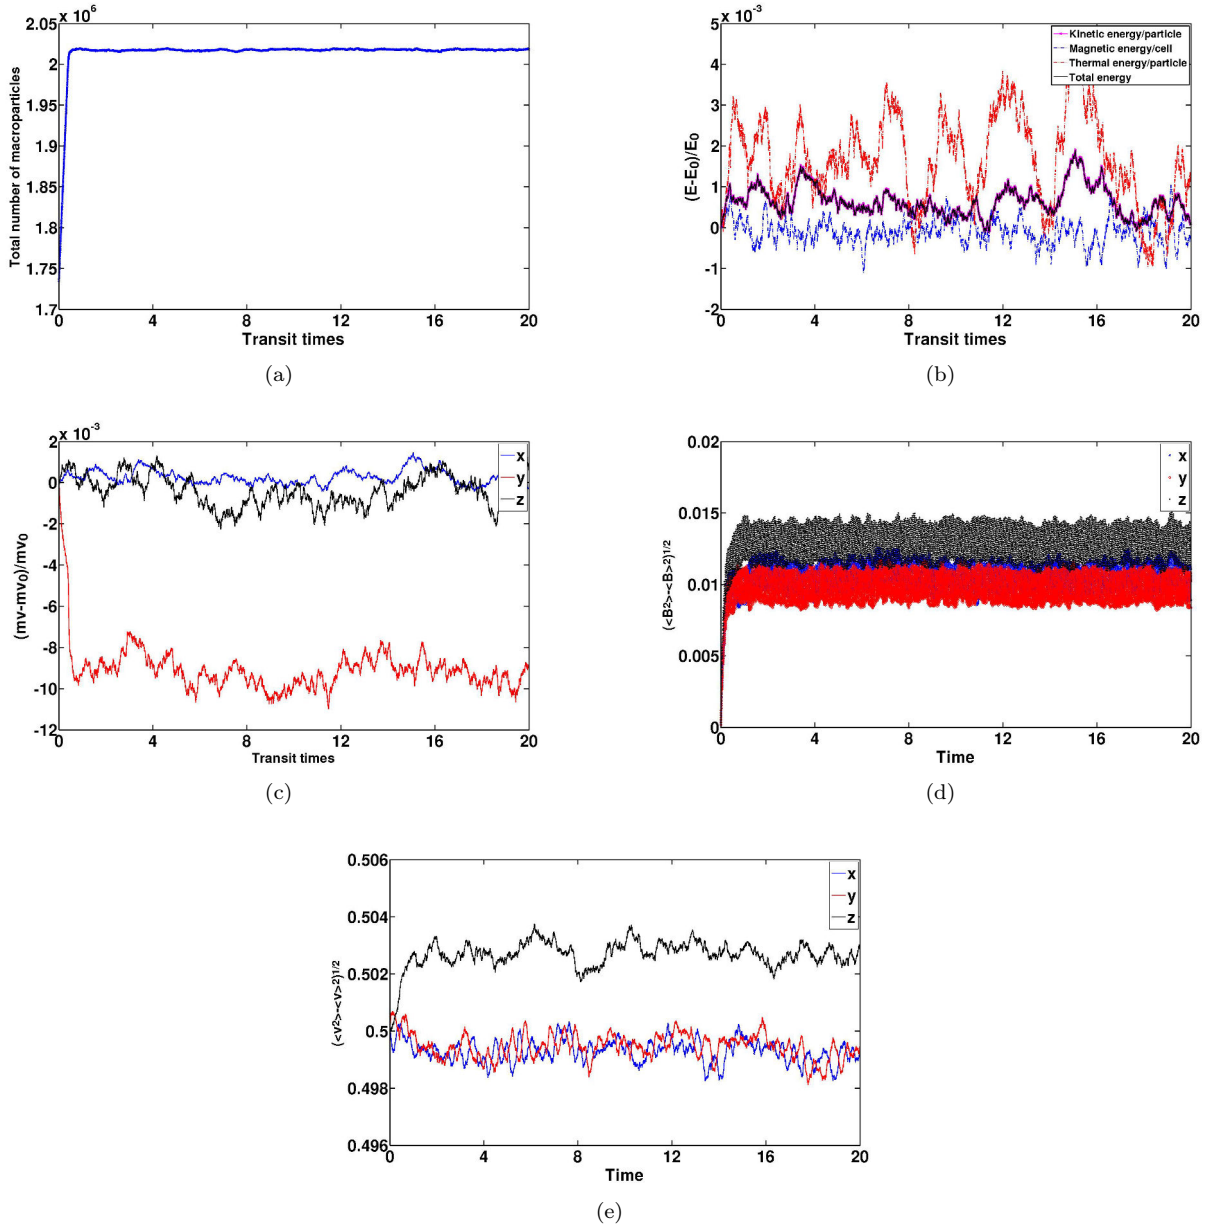 x 10^6
2.05
2
1.95
1.9
1.85
1.8
1.75
1.7
0 4 8 12 16 20
Total number of macroparticles
Transit times
(a)
x 10^-3
5
4
3
2
1
0
-1
-2
0 4 8 12 16 20
(E-E₀)/E₀
Kinetic energy/particle
Magnetic energy/cell
Thermal energy/particle
Total energy
Transit times
(b)
x 10^-3
2
0
-2
-4
-6
-8
-10
-12
0 4 8 12 16 20
(mv-mv₀)/mv₀
x
y
z
Transit times
(c)
0.02
0.015
0.01
0.005
0
0 4 8 12 16 20
(<B²>-<B>²)^1/2
x
y
z
Time
(d)
0.506
0.504
0.502
0.5
0.498
0.496
0 4 8 12 16 20
(<v²>-<v>²)^1/2
x
y
z
Time
(e)